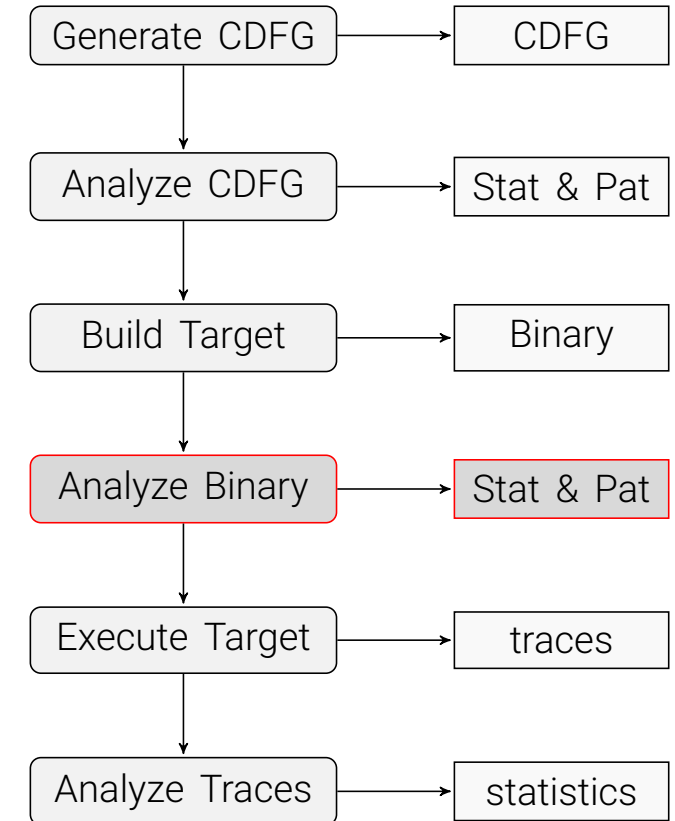 Generate CDFG
CDFG
Analyze CDFG
Stat & Pat
Build Target
Binary
Analyze Binary
Stat & Pat
Execute Target
traces
Analyze Traces
statistics